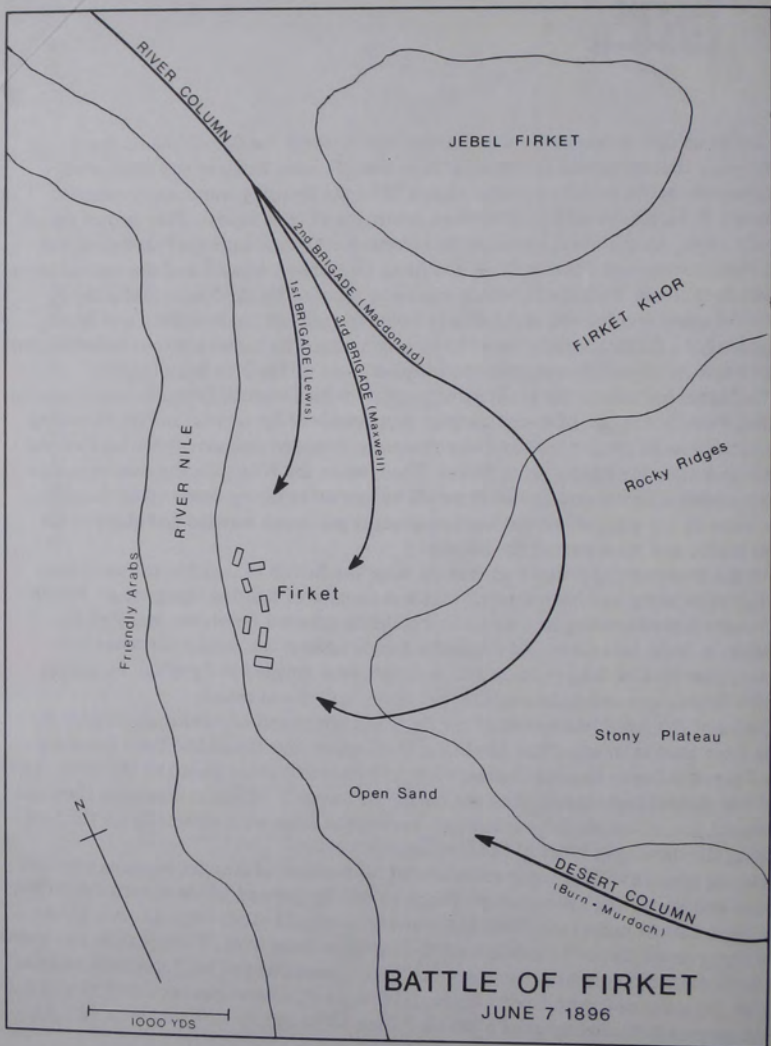 RIVER COLUMN
JEBEL FIRKET
2nd BRIGADE (Macdonald)
1st BRIGADE (Lewis)
3rd BRIGADE (Maxwell)
FIRKET KHOR
Rocky Ridges
RIVER NILE
Friendly Arabs
Firket
Stony Plateau
Open Sand
N
DESERT COLUMN
(Burn-Murdoch)
BATTLE OF FIRKET
JUNE 7 1896
1000 YDS